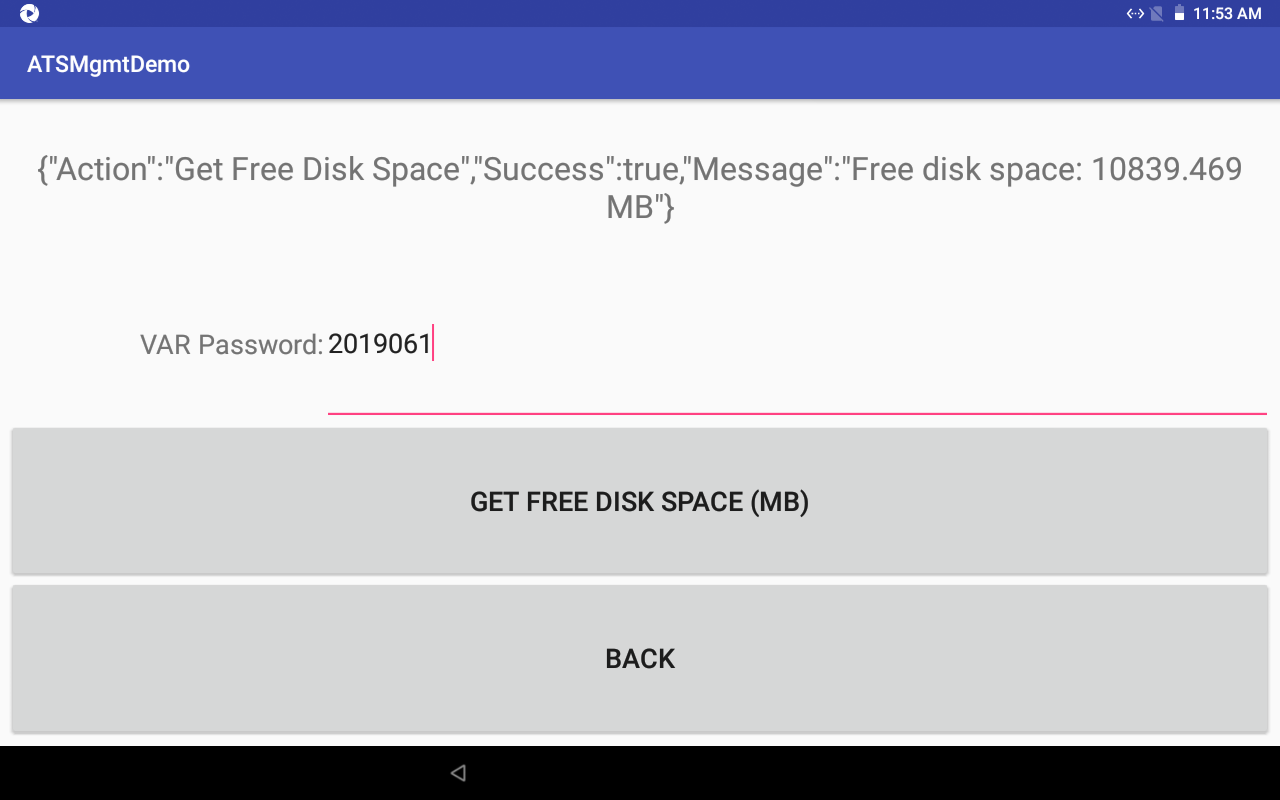 11:53 AM
ATSMgmtDemo
{"Action":"Get Free Disk Space","Success":true,"Message":"Free disk space: 10839.469
MB"}
VAR Password: 2019061
GET FREE DISK SPACE (MB)
BACK